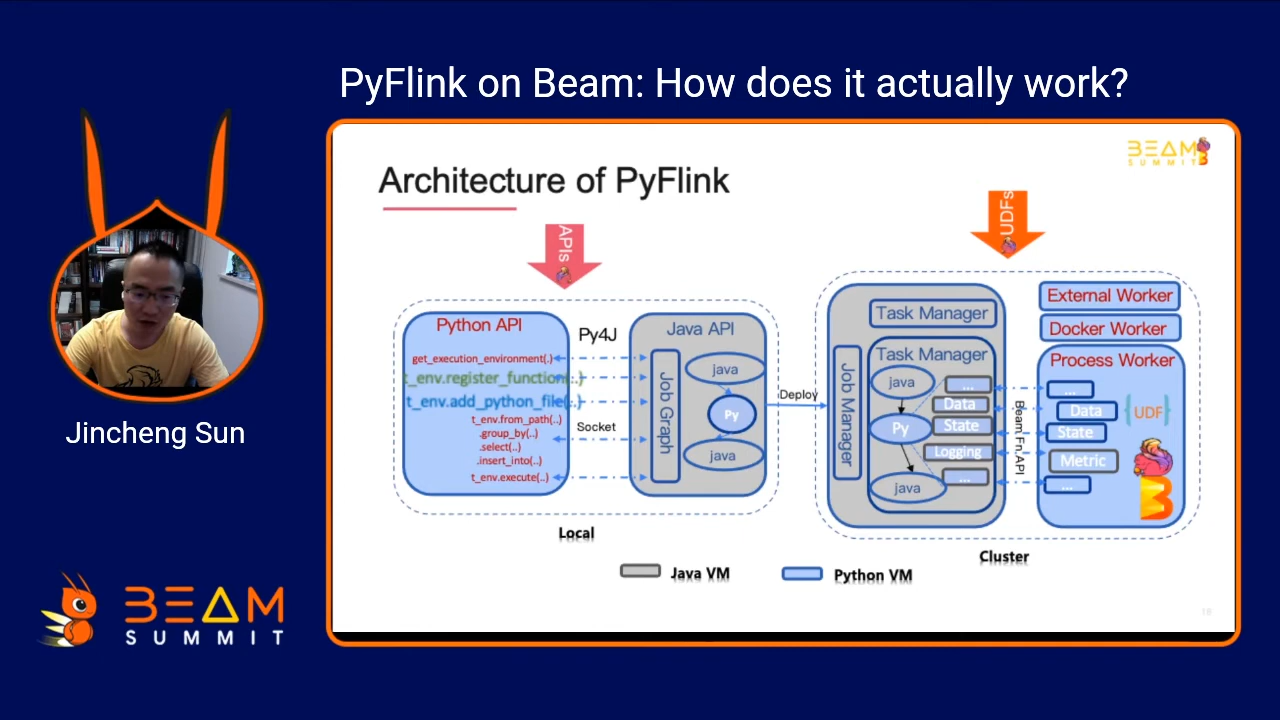 PyFlink on Beam: How does it actually work?
BEAM
SUMMIT
Architecture of PyFlink
APIs
UDFs
Python API
Py4J
Java API
get_execution_environment(.)
t_env.register_function(..)
t_env.add_python_file(..)
t_env.from_path(..)
.group_by(..)
.select(..)
.insert_into(..)
t_env.execute(..)
Socket
Job Graph
java
Py
java
Local
Deploy
Job Manager
Task Manager
Task Manager
java
Py
java
...
Data
State
Logging
...
Beam Fn API
External Worker
Docker Worker
Process Worker
...
Data
{UDF}
State
Metric
...
Cluster
Java VM
Python VM
18
Jincheng Sun
BEAM
SUMMIT